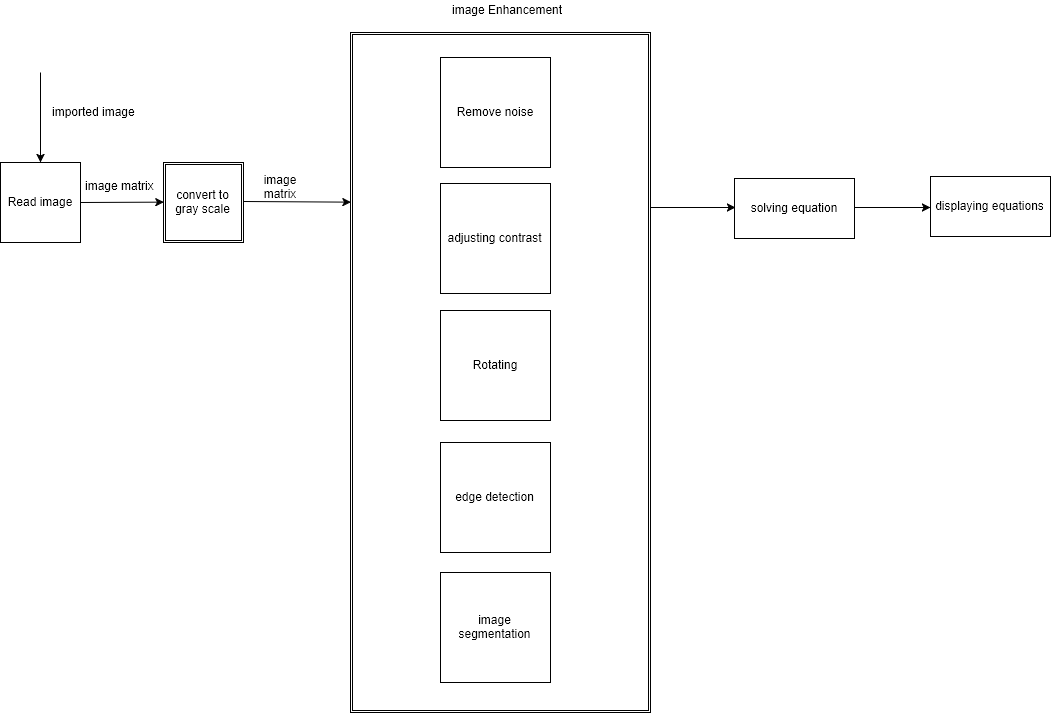 image Enhancement
imported image
Read image
image matrix
convert to
gray scale
image
matrix
Remove noise
adjusting contrast
Rotating
edge detection
image
segmentation
solving equation
displaying equations